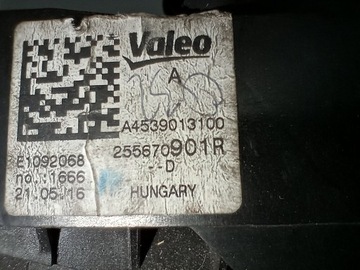 Valeo
A
A4539013100
E1092068
255670901R
no.:1666
--D
21-05-16
HUNGARY